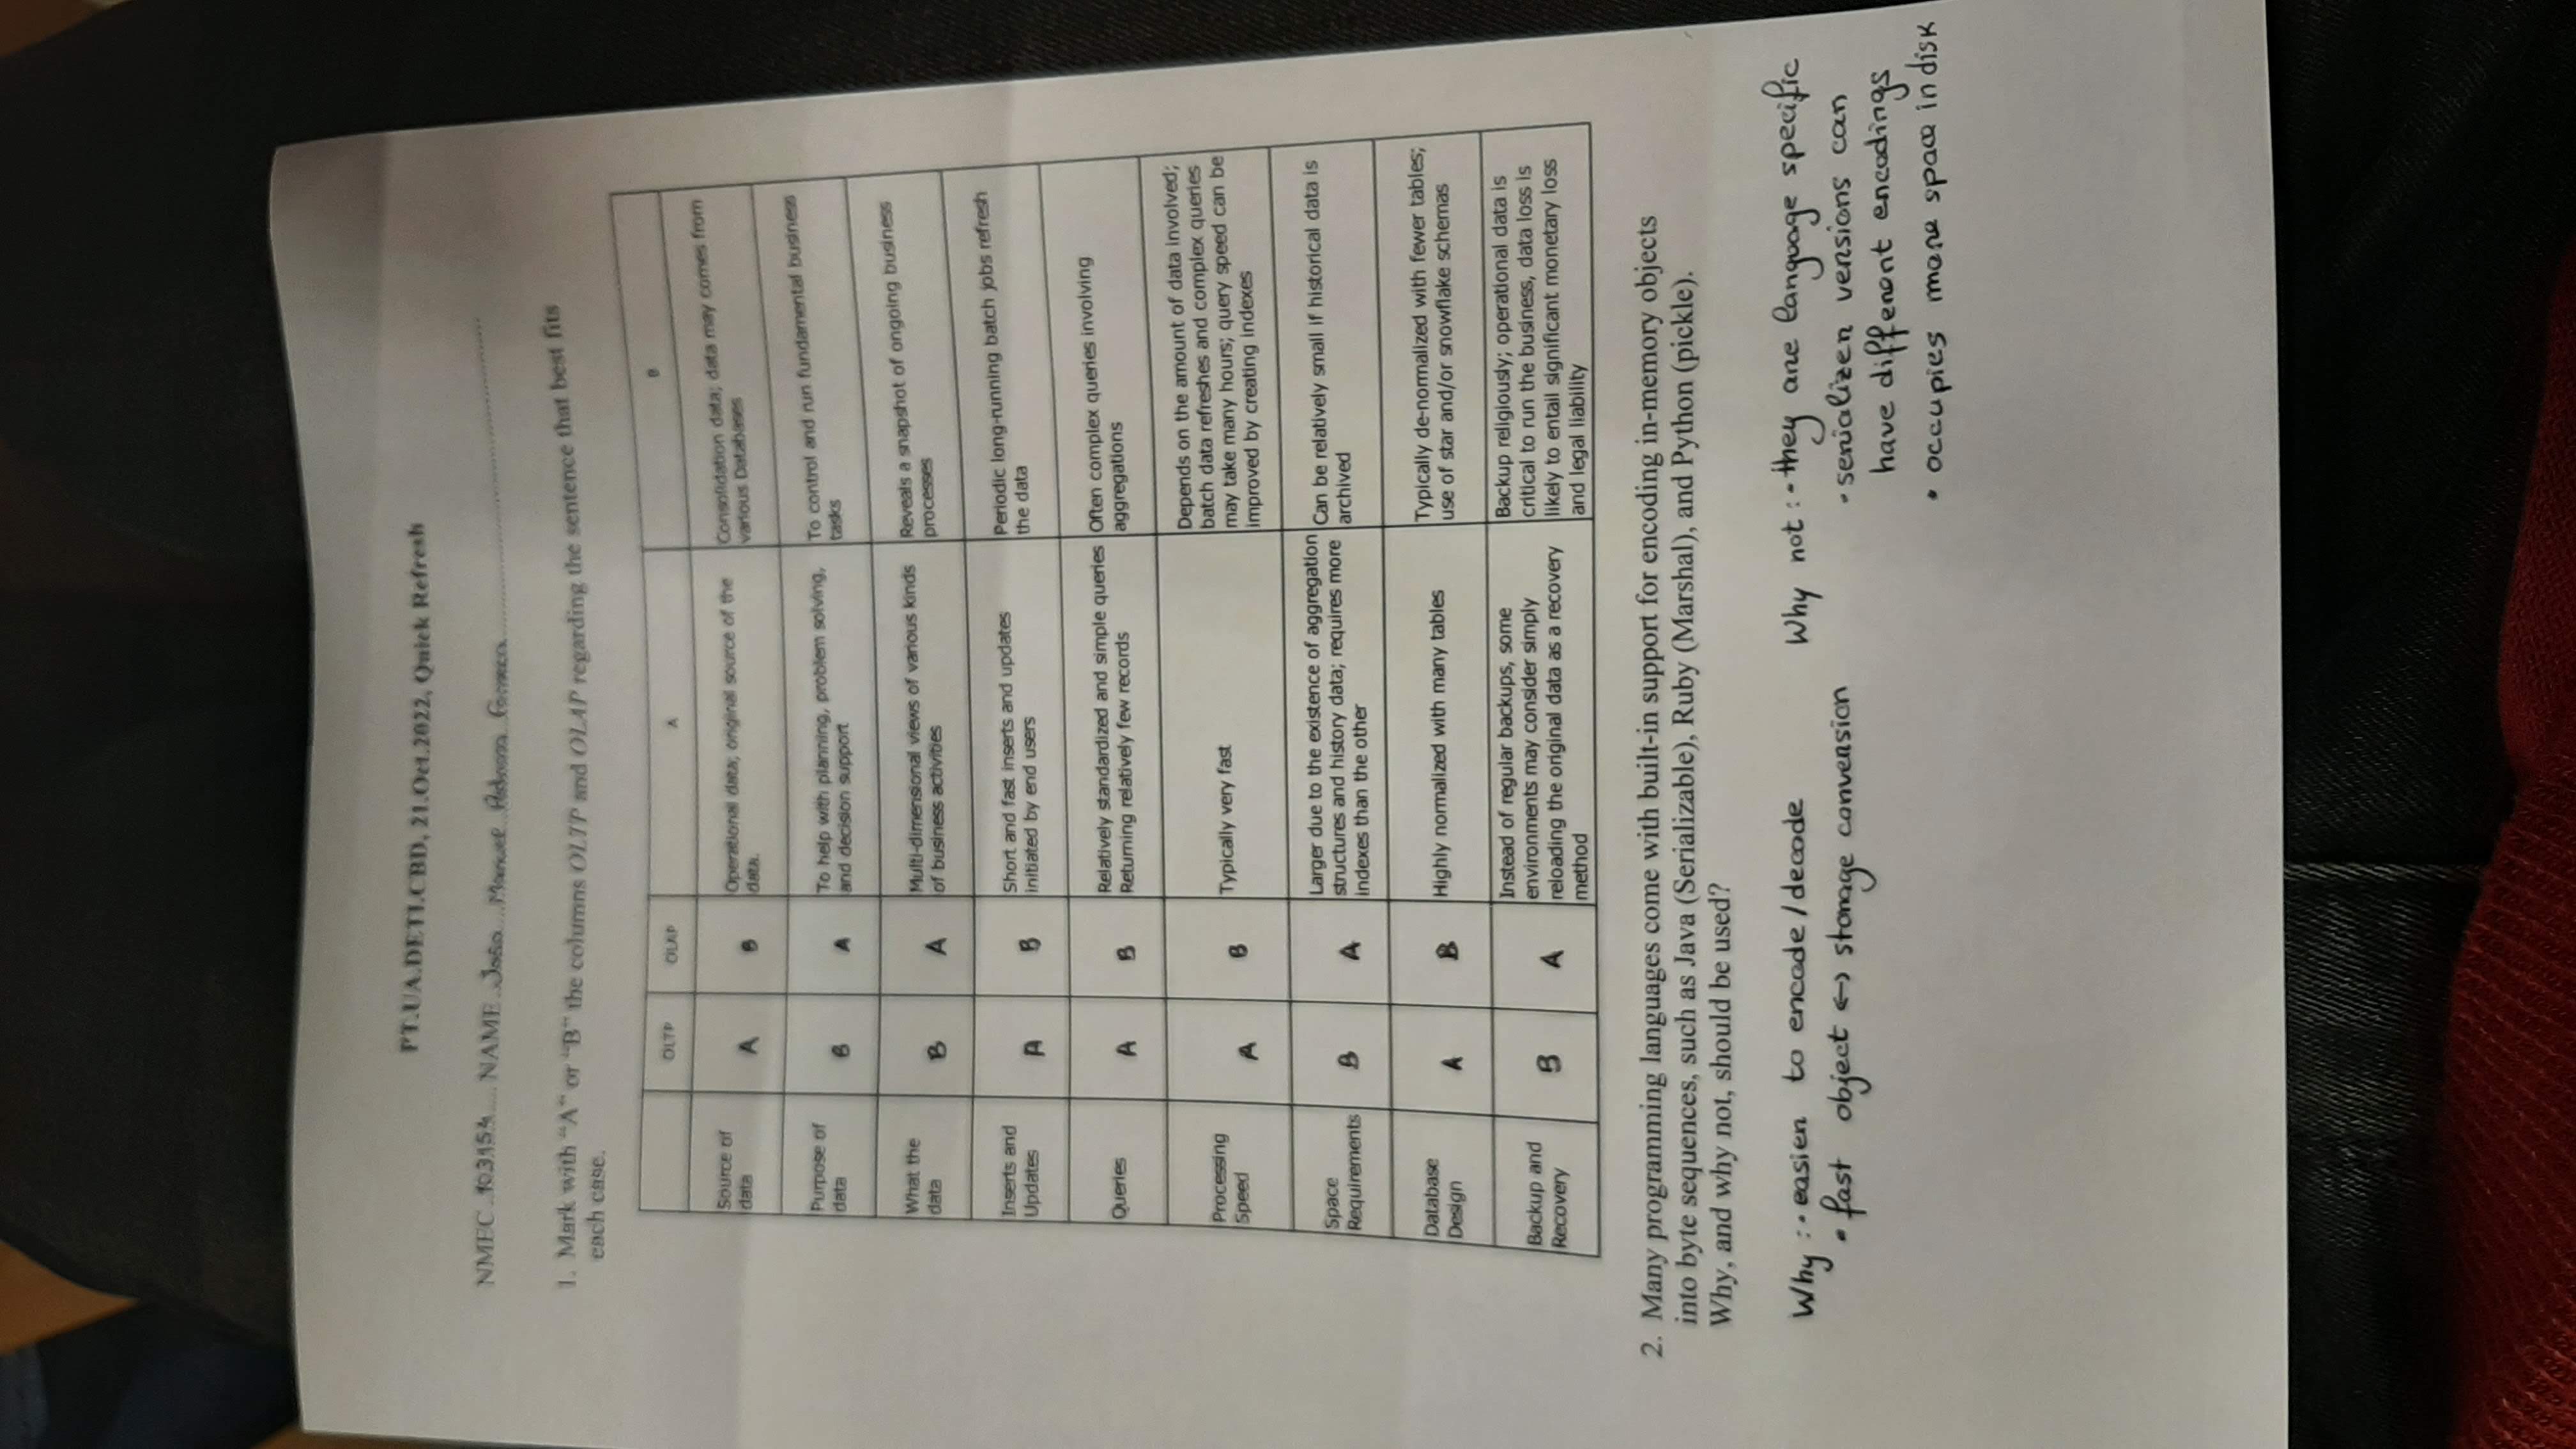 PT.UA.DETI.CBD, 21.Oct.2022, Quick Refresh
NMEC 103154 NAME João Manuel
1. Mark with “A” or “B” the columns OLTP and OLAP regarding the sentence that best fits
each case.
OLTP OLAP A B
Source of
data
A
B
Operational data; original source of the
data.
Consolidation data; data may comes from
various Databases
Purpose of
data
B
A
To help with planning, problem solving,
and decision support
To control and run fundamental business
tasks
What the
data
B
A
Multi-dimensional views of various kinds
of business activities
Reveals a snapshot of ongoing business
processes
Inserts and
Updates
A
B
Short and fast inserts and updates
initiated by end users
Periodic long-running batch jobs refresh
the data
Queries
A
B
Relatively standardized and simple queries
Returning relatively few records
Often complex queries involving
aggregations
Processing
Speed
A
B
Typically very fast
Depends on the amount of data involved;
batch data refreshes and complex queries
may take many hours; query speed can be
improved by creating indexes
Space
Requirements
B
A
Larger due to the existence of aggregation
structures and history data; requires more
indexes than the other
Can be relatively small if historical data is
archived
Database
Design
A
B
Highly normalized with many tables
Typically de-normalized with fewer tables;
use of star and/or snowflake schemas
Backup and
Recovery
B
A
Instead of regular backups, some
environments may consider simply
reloading the original data as a recovery
method
Backup religiously; operational data is
critical to run the business, data loss is
likely to entail significant monetary loss
and legal liability
2. Many programming languages come with built-in support for encoding in-memory objects
into byte sequences, such as Java (Serializable), Ruby (Marshal), and Python (pickle).
Why, and why not, should be used?
Why : • easier to encode / decode
• fast object ↔ storage conversion
Why not : • they are language specific
• serializer versions can
have different encodings
• occupies more space in disk